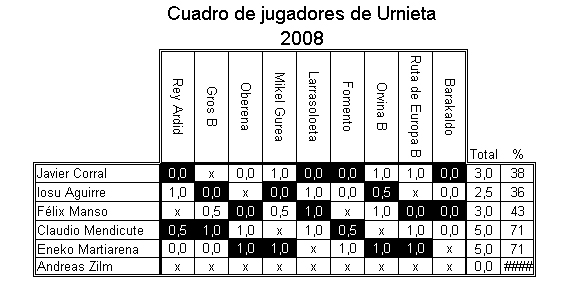 Cuadro de jugadores de Urnieta
2008
Rey Ardid Gros B Oberena Mikel Gurea Larrasoloeta Fomento Orvina B Ruta de Europa B Barakaldo Total %
Javier Corral 0,0 x 0,0 1,0 0,0 0,0 1,0 1,0 0,0 3,0 38
Iosu Aguirre 1,0 0,0 x 0,0 1,0 0,0 0,5 x 0,0 2,5 36
Félix Manso x 0,5 0,0 0,5 1,0 x 1,0 0,0 0,0 3,0 43
Claudio Mendicute 0,5 1,0 1,0 x 1,0 0,5 x 1,0 x 5,0 71
Eneko Martiarena 0,0 0,0 1,0 1,0 x 1,0 1,0 1,0 x 5,0 71
Andreas Zilm x x x x x x x x x 0,0 ####